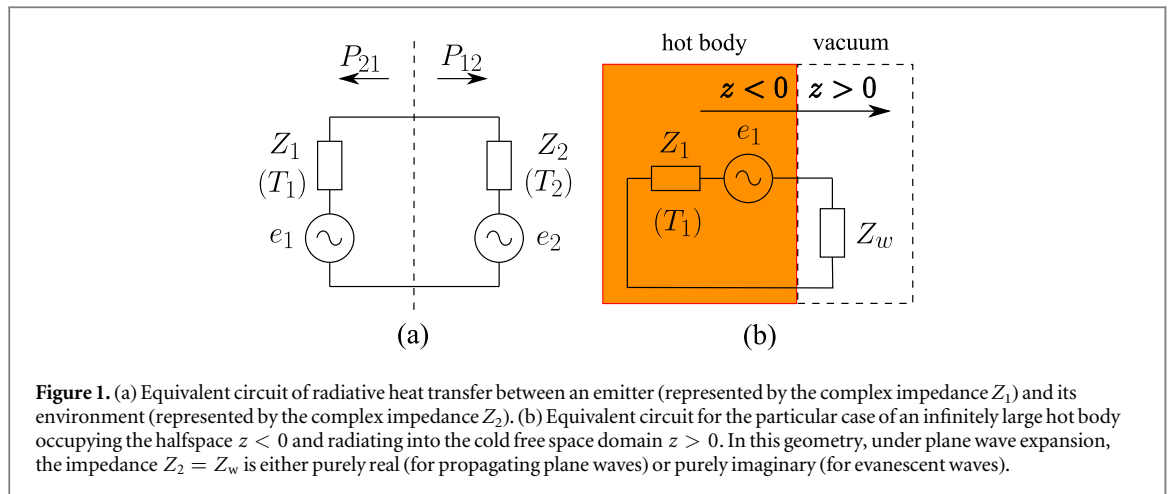 P₂₁ P₁₂
Z₁
(T₁)
e₁
Z₂
(T₂)
e₂
(a)
hot body vacuum
z < 0 z > 0
e₁
Z₁
(T₁)
Z_w
(b)
Figure 1. (a) Equivalent circuit of radiative heat transfer between an emitter (represented by the complex impedance Z₁) and its
environment (represented by the complex impedance Z₂). (b) Equivalent circuit for the particular case of an infinitely large hot body
occupying the halfspace z < 0 and radiating into the cold free space domain z > 0. In this geometry, under plane wave expansion,
the impedance Z₂ = Z_w is either purely real (for propagating plane waves) or purely imaginary (for evanescent waves).